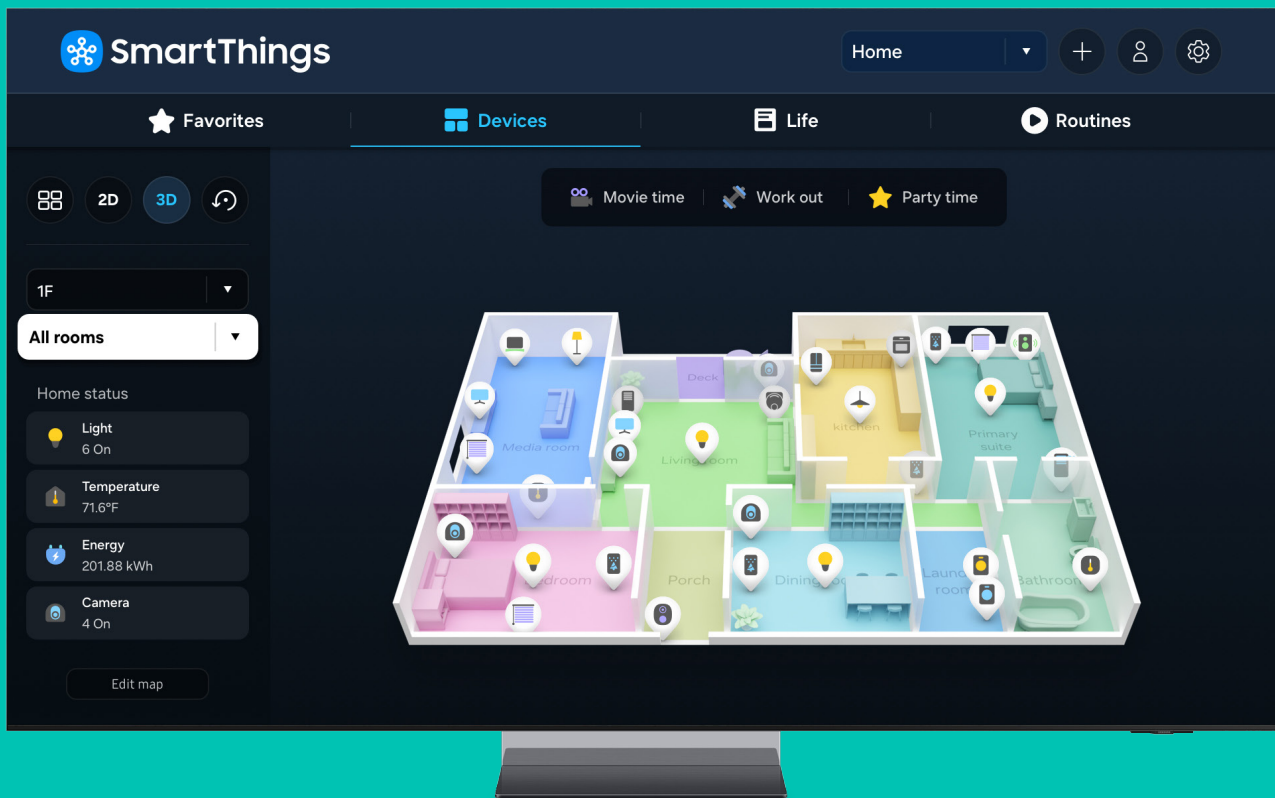 SmartThings
Home
Favorites
Devices
Life
Routines
2D
3D
Movie time
Work out
Party time
1F
All rooms
Home status
Light
6 On
Temperature
71.6°F
Energy
201.88 kWh
Camera
4 On
Edit map
Deck
Media room
Living room
kitchen
Primary
suite
Porch
Bathroom